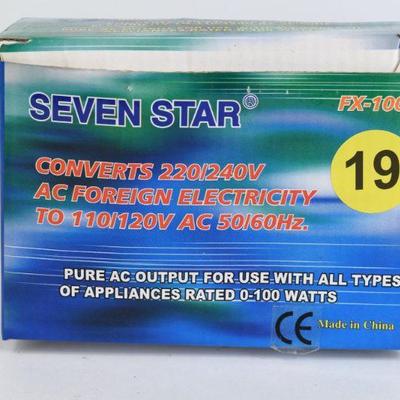 SEVEN STAR®
FX-100
CONVERTS 220/240V
AC FOREIGN ELECTRICITY
TO 110/120V AC 50/60Hz.
19
PURE AC OUTPUT FOR USE WITH ALL TYPES
OF APPLIANCES RATED 0-100 WATTS
CE Made in China